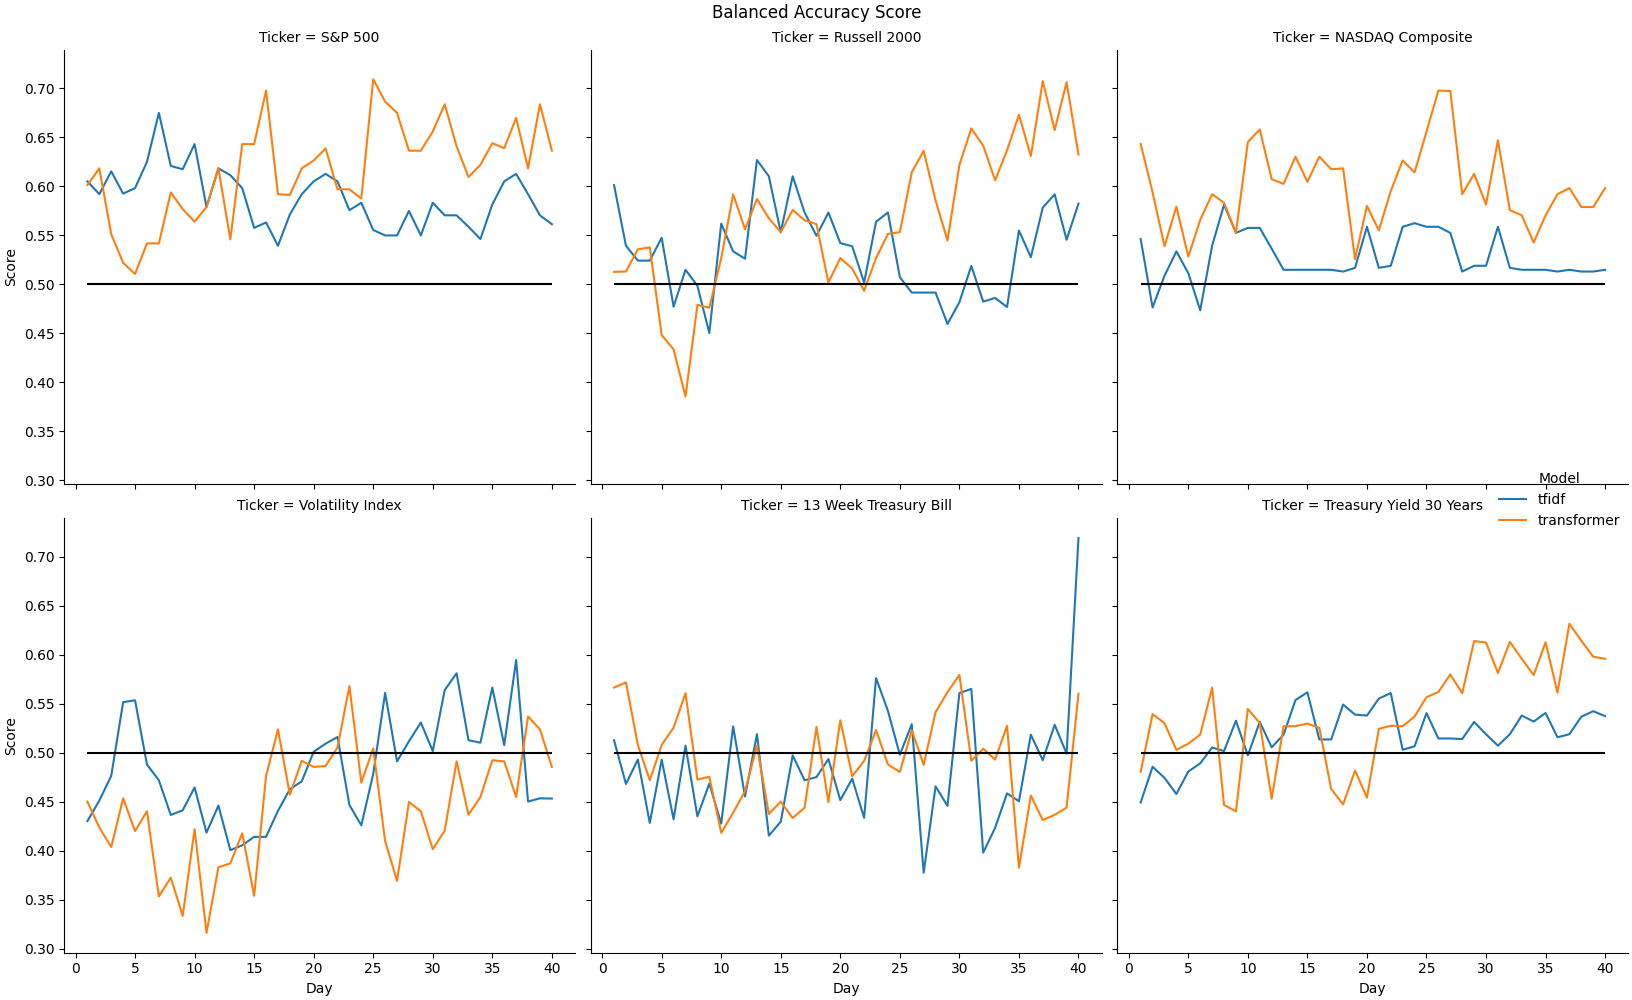 Balanced Accuracy Score
Ticker = S&P 500
Ticker = Russell 2000
Ticker = NASDAQ Composite
0.70
0.65
0.60
0.55
0.50
0.45
0.40
0.35
0.30
Score
Model
tfidf
transformer
Ticker = Volatility Index
Ticker = 13 Week Treasury Bill
Ticker = Treasury Yield 30 Years
0.70
0.65
0.60
0.55
0.50
0.45
0.40
0.35
0.30
Score
0 5 10 15 20 25 30 35 40
0 5 10 15 20 25 30 35 40
0 5 10 15 20 25 30 35 40
Day
Day
Day